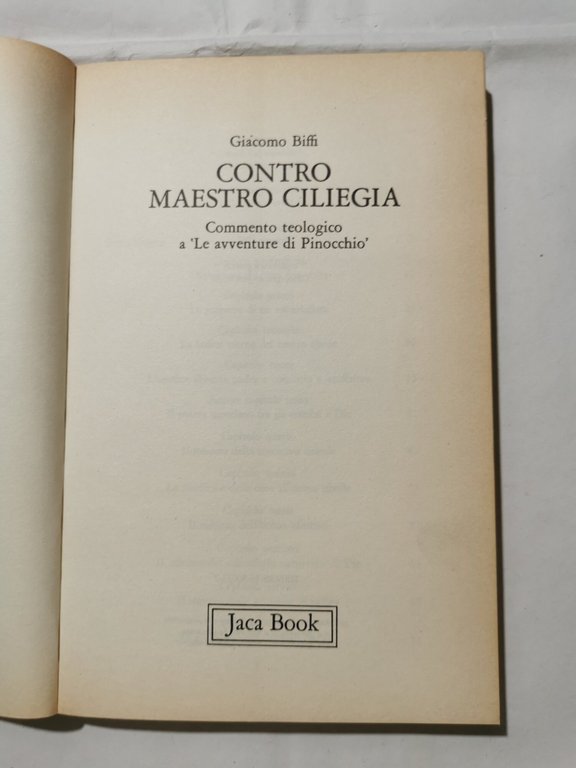 Giacomo Biffi
CONTRO
MAESTRO CILIEGIA
Commento teologico
a 'Le avventure di Pinocchio'
Jaca Book